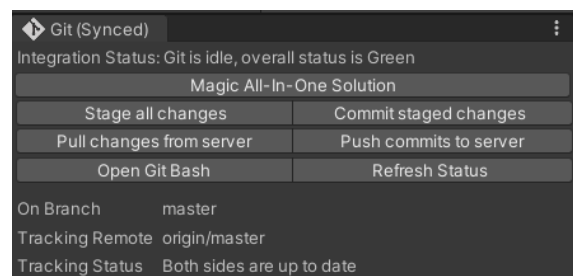 Git (Synced)
Integration Status: Git is idle, overall status is Green
Magic All-In-One Solution
Stage all changes Commit staged changes
Pull changes from server Push commits to server
Open Git Bash Refresh Status
On Branch master
Tracking Remote origin/master
Tracking Status Both sides are up to date